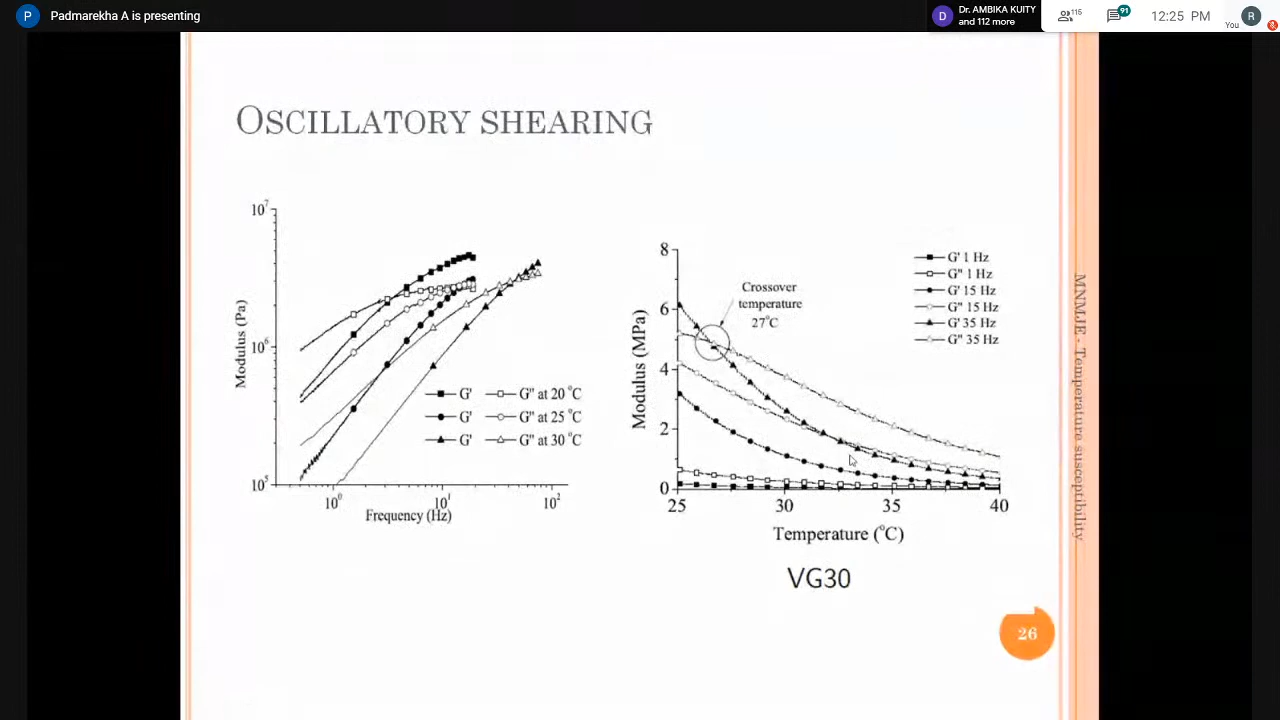 P Padmarekha A is presenting
D Dr. AMBIKA KUITY
and 112 more
115
91
12:25 PM
You
R
OSCILLATORY SHEARING
10⁷
10⁶
10⁵
Modulus (Pa)
G' G'' at 20 °C
G' G'' at 25 °C
G' G'' at 30 °C
10⁰ 10¹ 10²
Frequency (Hz)
8
6
4
2
0
Modulus (MPa)
Crossover
temperature
27°C
G' 1 Hz
G'' 1 Hz
G' 15 Hz
G'' 15 Hz
G' 35 Hz
G'' 35 Hz
25 30 35 40
Temperature (°C)
VG30
MNMJE - Temperature susceptibility
26